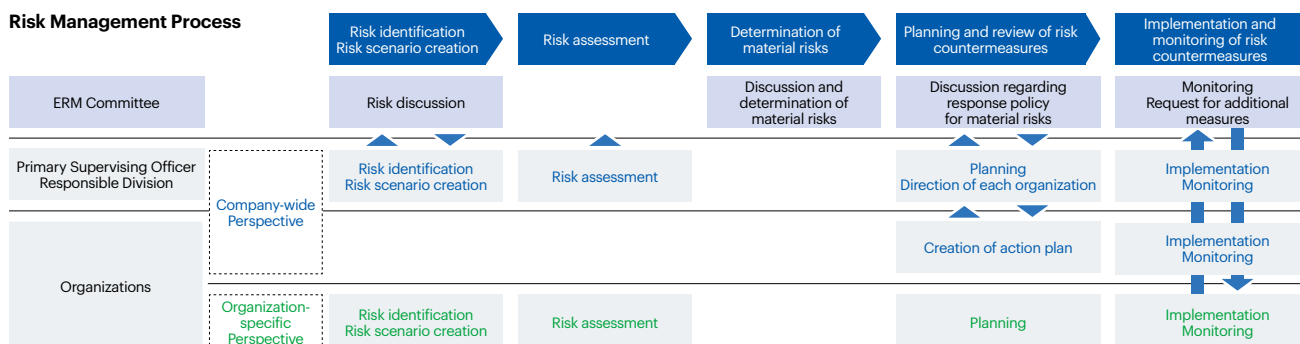 Risk Management Process
Risk identification
Risk scenario creation
Risk assessment
Determination of
material risks
Planning and review of risk
countermeasures
Implementation and
monitoring of risk
countermeasures
ERM Committee
Risk discussion
Discussion and
determination of
material risks
Discussion regarding
response policy
for material risks
Monitoring
Request for additional
measures
Primary Supervising Officer
Responsible Division
Company-wide
Perspective
Risk identification
Risk scenario creation
Risk assessment
Planning
Direction of each organization
Implementation
Monitoring
Organizations
Creation of action plan
Implementation
Monitoring
Organization-
specific
Perspective
Risk identification
Risk scenario creation
Risk assessment
Planning
Implementation
Monitoring